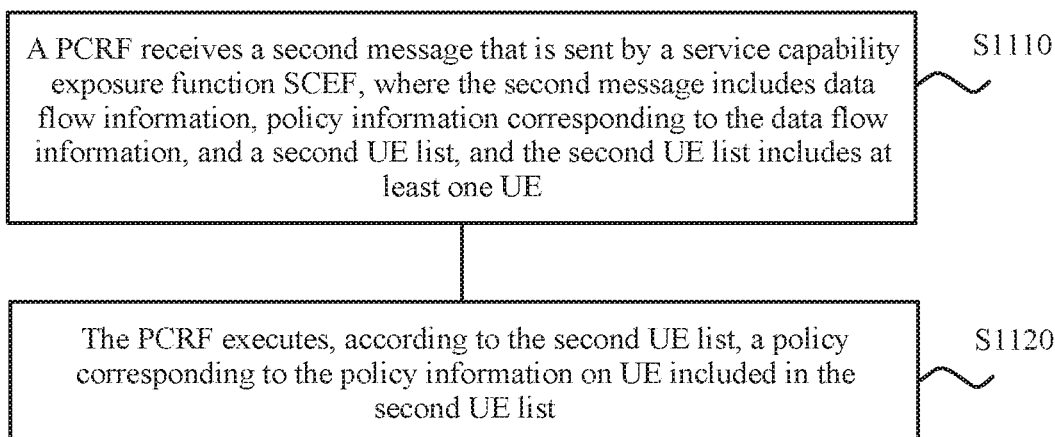 A PCRF receives a second message that is sent by a service capability
exposure function SCEF, where the second message includes data
flow information, policy information corresponding to the data flow
information, and a second UE list, and the second UE list includes at
least one UE
S1110
The PCRF executes, according to the second UE list, a policy
corresponding to the policy information on UE included in the
second UE list
S1120